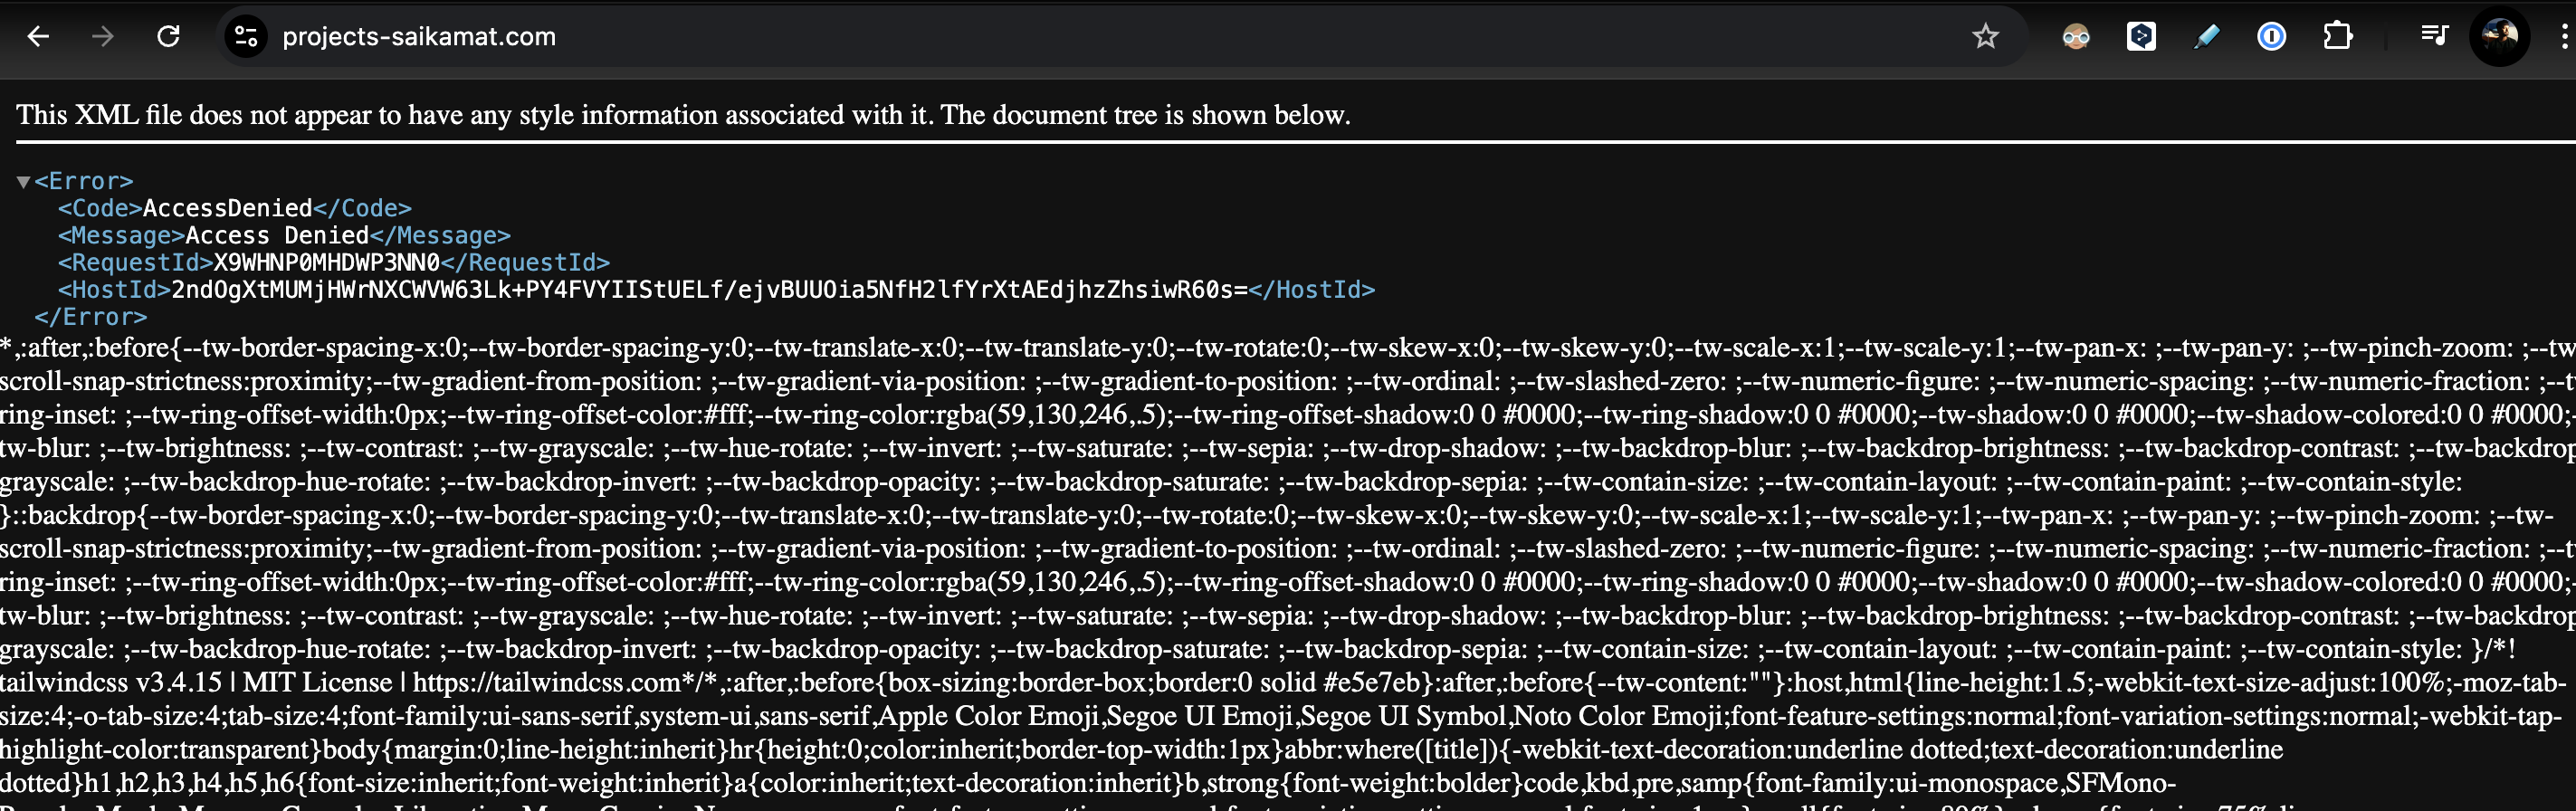 projects-saikamat.com
This XML file does not appear to have any style information associated with it. The document tree is shown below.
<Error>
<Code>AccessDenied</Code>
<Message>Access Denied</Message>
<RequestId>X9WHNP0MHDWP3NN0</RequestId>
<HostId>2ndOgXtMUMjHWrNXCWVW63Lk+PY4FVYIIStUELf/ejvBUUOia5NfH2lfYrXtAEdjhzZhsiwR60s=</HostId>
</Error>
*,:after,:before{--tw-border-spacing-x:0;--tw-border-spacing-y:0;--tw-translate-x:0;--tw-translate-y:0;--tw-rotate:0;--tw-skew-x:0;--tw-skew-y:0;--tw-scale-x:1;--tw-scale-y:1;--tw-pan-x: ;--tw-pan-y: ;--tw-pinch-zoom: ;--tw
scroll-snap-strictness:proximity;--tw-gradient-from-position: ;--tw-gradient-via-position: ;--tw-gradient-to-position: ;--tw-ordinal: ;--tw-slashed-zero: ;--tw-numeric-figure: ;--tw-numeric-spacing: ;--tw-numeric-fraction: ;--t
ring-inset: ;--tw-ring-offset-width:0px;--tw-ring-offset-color:#fff;--tw-ring-color:rgba(59,130,246,.5);--tw-ring-offset-shadow:0 0 #0000;--tw-ring-shadow:0 0 #0000;--tw-shadow:0 0 #0000;--tw-shadow-colored:0 0 #0000;-
tw-blur: ;--tw-brightness: ;--tw-contrast: ;--tw-grayscale: ;--tw-hue-rotate: ;--tw-invert: ;--tw-saturate: ;--tw-sepia: ;--tw-drop-shadow: ;--tw-backdrop-blur: ;--tw-backdrop-brightness: ;--tw-backdrop-contrast: ;--tw-backdrop
grayscale: ;--tw-backdrop-hue-rotate: ;--tw-backdrop-invert: ;--tw-backdrop-opacity: ;--tw-backdrop-saturate: ;--tw-backdrop-sepia: ;--tw-contain-size: ;--tw-contain-layout: ;--tw-contain-paint: ;--tw-contain-style:
}::backdrop{--tw-border-spacing-x:0;--tw-border-spacing-y:0;--tw-translate-x:0;--tw-translate-y:0;--tw-rotate:0;--tw-skew-x:0;--tw-skew-y:0;--tw-scale-x:1;--tw-scale-y:1;--tw-pan-x: ;--tw-pan-y: ;--tw-pinch-zoom: ;--tw-
scroll-snap-strictness:proximity;--tw-gradient-from-position: ;--tw-gradient-via-position: ;--tw-gradient-to-position: ;--tw-ordinal: ;--tw-slashed-zero: ;--tw-numeric-figure: ;--tw-numeric-spacing: ;--tw-numeric-fraction: ;--t
ring-inset: ;--tw-ring-offset-width:0px;--tw-ring-offset-color:#fff;--tw-ring-color:rgba(59,130,246,.5);--tw-ring-offset-shadow:0 0 #0000;--tw-ring-shadow:0 0 #0000;--tw-shadow:0 0 #0000;--tw-shadow-colored:0 0 #0000;-
tw-blur: ;--tw-brightness: ;--tw-contrast: ;--tw-grayscale: ;--tw-hue-rotate: ;--tw-invert: ;--tw-saturate: ;--tw-sepia: ;--tw-drop-shadow: ;--tw-backdrop-blur: ;--tw-backdrop-brightness: ;--tw-backdrop-contrast: ;--tw-backdrop
grayscale: ;--tw-backdrop-hue-rotate: ;--tw-backdrop-invert: ;--tw-backdrop-opacity: ;--tw-backdrop-saturate: ;--tw-backdrop-sepia: ;--tw-contain-size: ;--tw-contain-layout: ;--tw-contain-paint: ;--tw-contain-style: }/*!
tailwindcss v3.4.15 | MIT License | https://tailwindcss.com*/*,:after,:before{box-sizing:border-box;border:0 solid #e5e7eb}:after,:before{--tw-content:""}:host,html{line-height:1.5;-webkit-text-size-adjust:100%;-moz-tab-
size:4;-o-tab-size:4;tab-size:4;font-family:ui-sans-serif,system-ui,sans-serif,Apple Color Emoji,Segoe UI Emoji,Segoe UI Symbol,Noto Color Emoji;font-feature-settings:normal;font-variation-settings:normal;-webkit-tap-
highlight-color:transparent}body{margin:0;line-height:inherit}hr{height:0;color:inherit;border-top-width:1px}abbr:where([title]){-webkit-text-decoration:underline dotted;text-decoration:underline
dotted}h1,h2,h3,h4,h5,h6{font-size:inherit;font-weight:inherit}a{color:inherit;text-decoration:inherit}b,strong{font-weight:bolder}code,kbd,pre,samp{font-family:ui-monospace,SFMono-